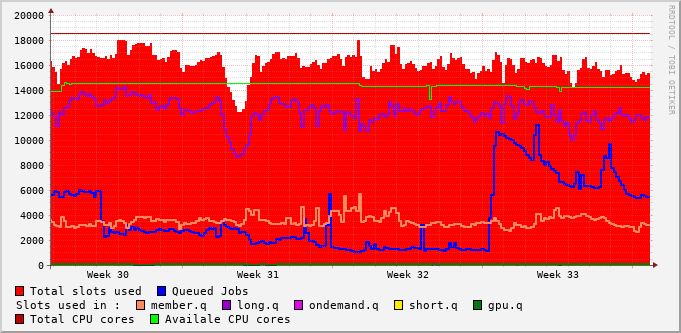 20000
18000
16000
14000
12000
10000
8000
6000
4000
2000
0
Week 30 Week 31 Week 32 Week 33
RRDTOOL / TOBI OETIKER
Total slots used Queued Jobs
Slots used in : member.q long.q ondemand.q short.q gpu.q
Total CPU cores Availale CPU cores